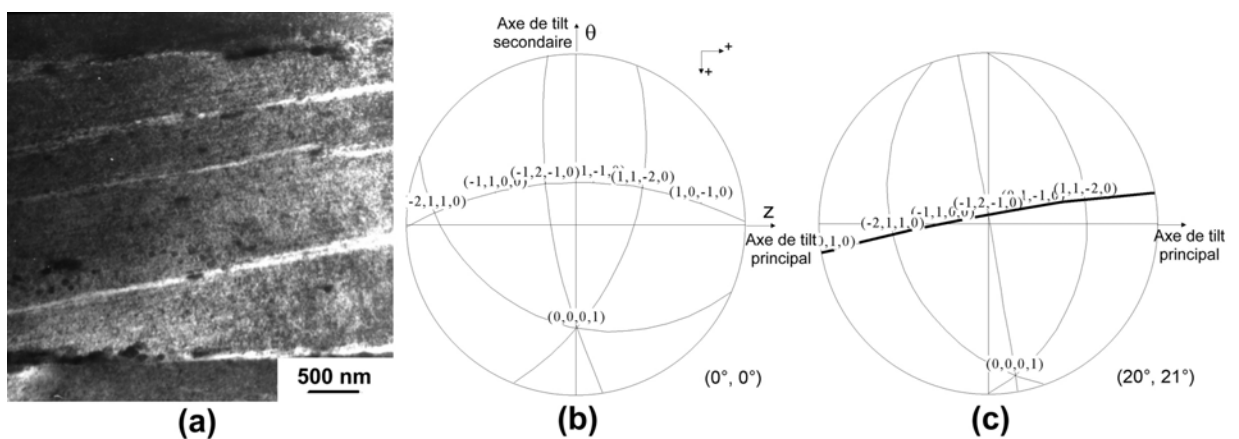 500 nm
(a)
Axe de tilt
secondaire
θ
+
+
(-2,1,1,0)
(-1,1,0,0)
(-1,2,-1,0)
(1,1,-2,0)
(1,0,-1,0)
Z
Axe de tilt
principal
(0,0,0,1)
(0°, 0°)
(b)
(-2,1,1,0)
(-1,1,0,0)
(-1,2,-1,0)
(1,1,-2,0)
Axe de tilt
principal
(0,0,0,1)
(20°, 21°)
(c)